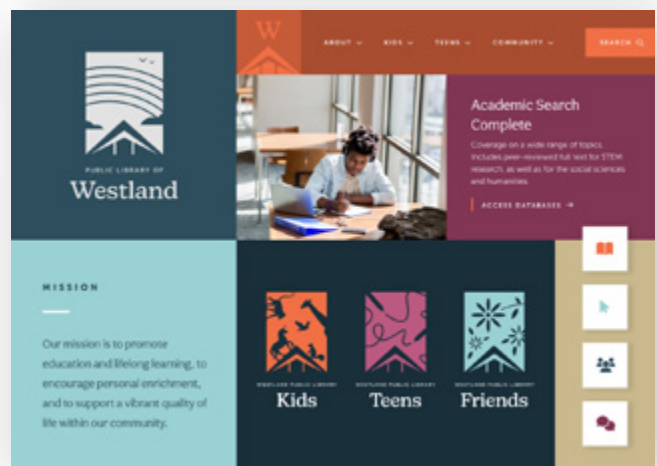 PUBLIC LIBRARY OF
Westland
W
ABOUT
KIDS
TEENS
COMMUNITY
SEARCH
Academic Search
Complete
Coverage on a wide range of topics.
Includes peer-reviewed full text for STEM
research, as well as for the social sciences
and humanities.
ACCESS DATABASES
MISSION
Our mission is to promote
education and lifelong learning, to
encourage personal enrichment,
and to support a vibrant quality of
life within our community.
WESTLAND PUBLIC LIBRARY
Kids
WESTLAND PUBLIC LIBRARY
Teens
WESTLAND PUBLIC LIBRARY
Friends